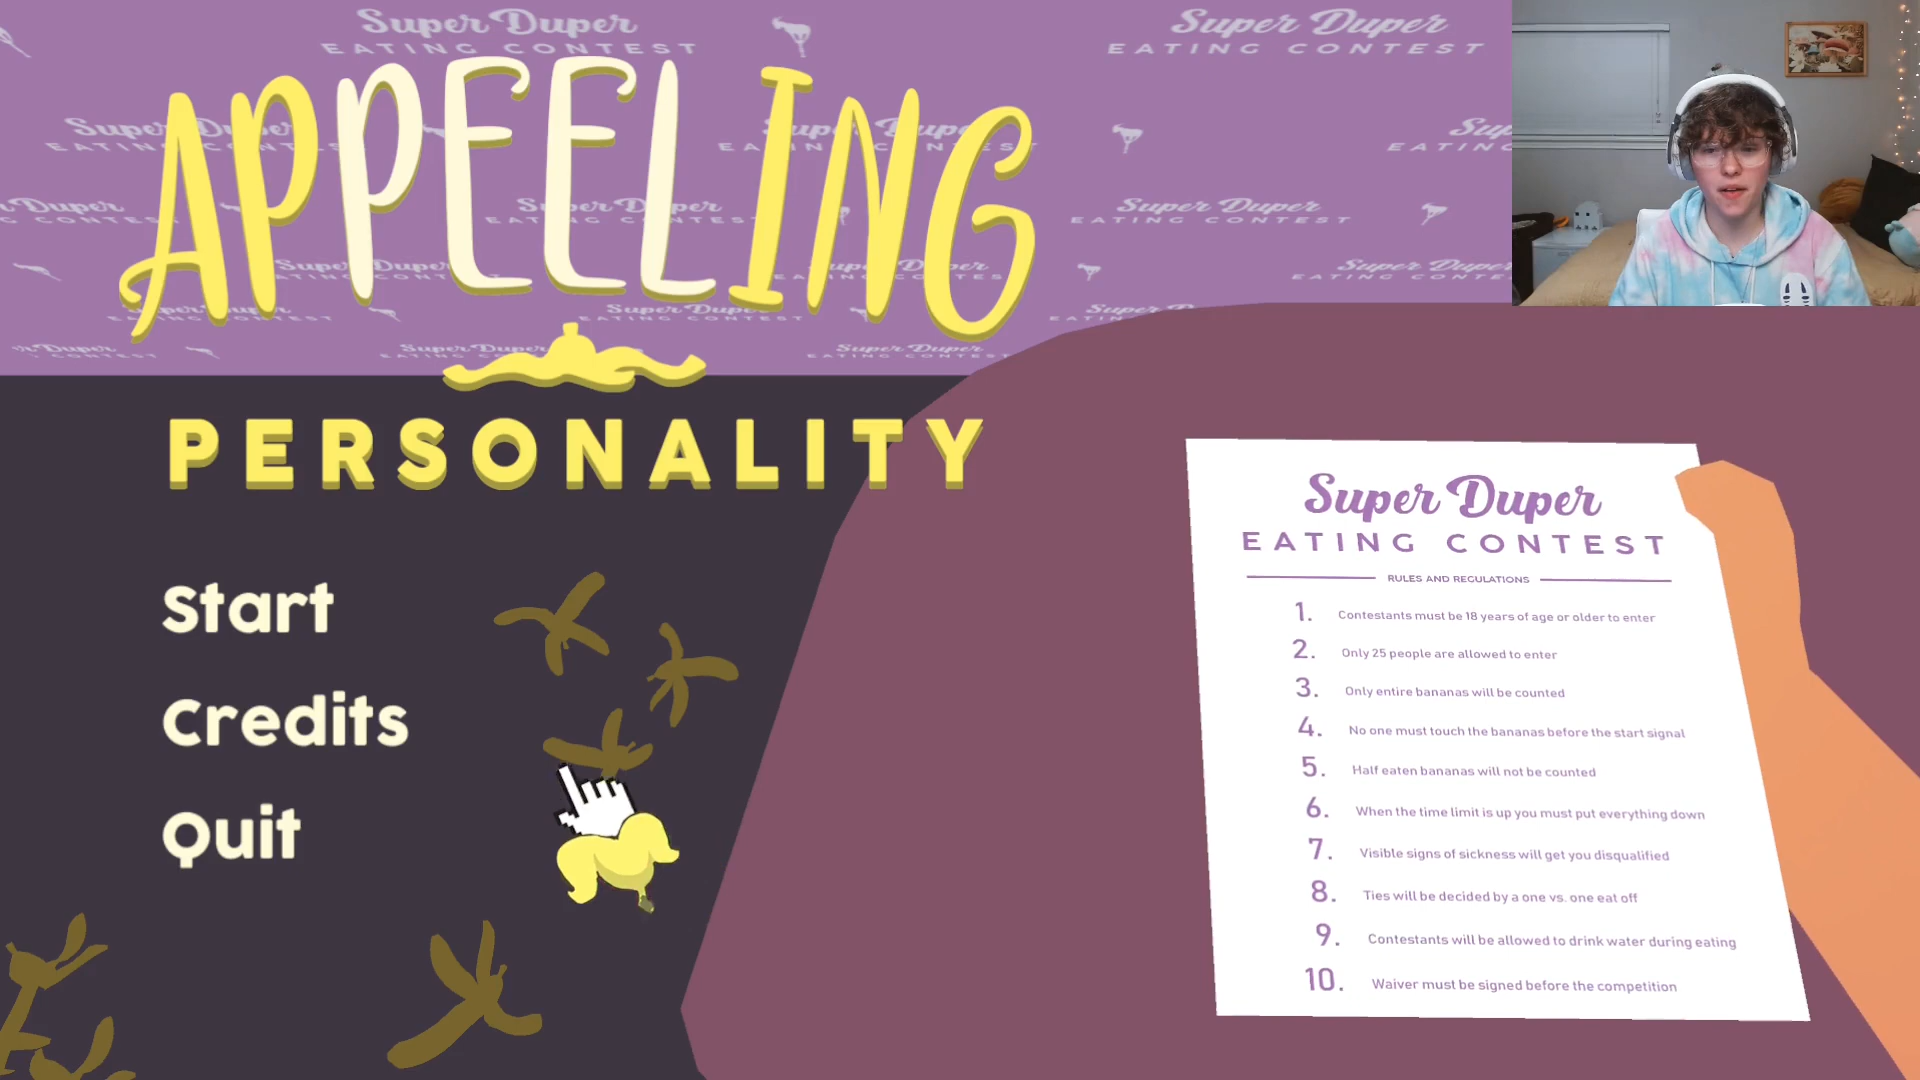 Super Duper
EATING CONTEST
Super Duper
EATING CONTEST
APPEELING
PERSONALITY
Start
Credits
Quit
Super Duper
EATING CONTEST
RULES AND REGULATIONS
1. Contestants must be 18 years of age or older to enter
2. Only 25 people are allowed to enter
3. Only entire bananas will be counted
4. No one must touch the bananas before the start signal
5. Half eaten bananas will not be counted
6. When the time limit is up you must put everything down
7. Visible signs of sickness will get you disqualified
8. Ties will be decided by a one vs. one eat off
9. Contestants will be allowed to drink water during eating
10. Waiver must be signed before the competition